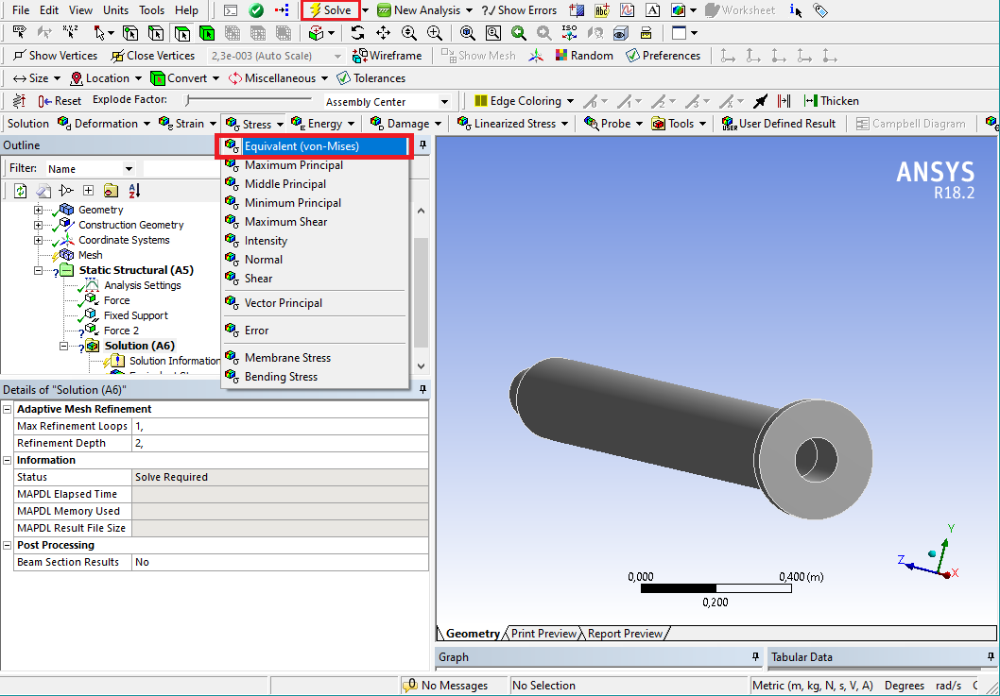 File Edit View Units Tools Help Solve New Analysis ?✓ Show Errors Abc A Worksheet i
x,y,z ISO
Show Vertices Close Vertices 2,3e-003 (Auto Scale) Wireframe Show Mesh Random Preferences
Size Location Convert Miscellaneous Tolerances
Reset Explode Factor: Assembly Center Edge Coloring Thicken
Solution Deformation Strain Stress Energy Damage Linearized Stress Probe Tools USER User Defined Result Campbell Diagram
Outline
Filter: Name
Geometry
Construction Geometry
Coordinate Systems
Mesh
Static Structural (A5)
Analysis Settings
Force
Fixed Support
Force 2
Solution (A6)
Solution Information
Equivalent (von-Mises)
Maximum Principal
Middle Principal
Minimum Principal
Maximum Shear
Intensity
Normal
Shear
Vector Principal
Error
Membrane Stress
Bending Stress
Details of "Solution (A6)"
Adaptive Mesh Refinement
Max Refinement Loops 1,
Refinement Depth 2,
Information
Status Solve Required
MAPDL Elapsed Time
MAPDL Memory Used
MAPDL Result File Size
Post Processing
Beam Section Results No
ANSYS
R18.2
Y
Z
X
0,000 0,400 (m)
0,200
Geometry Print Preview Report Preview
Graph Tabular Data
0 No Messages No Selection Metric (m, kg, N, s, V, A) Degrees rad/s